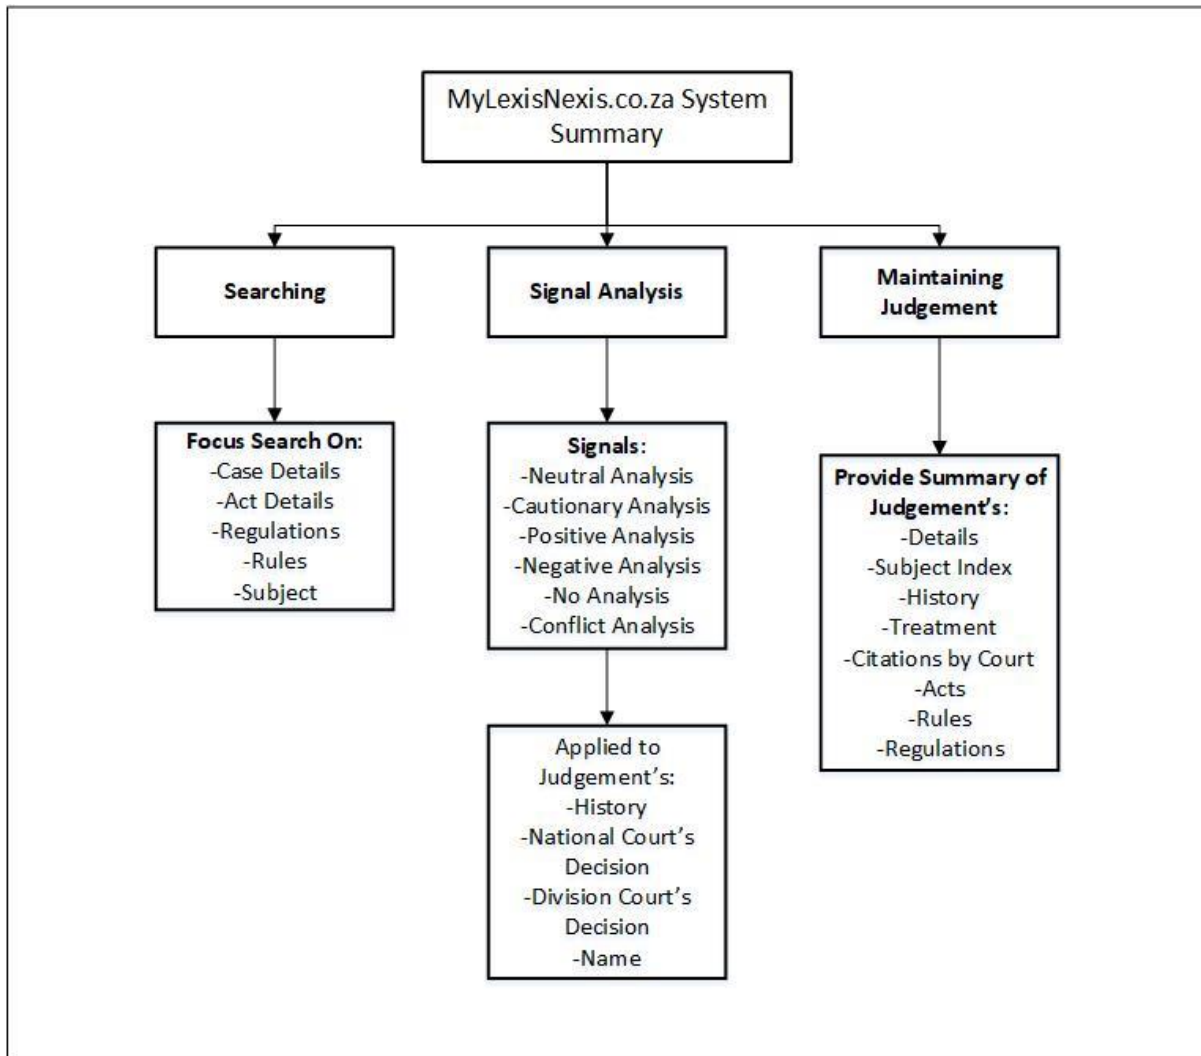 MyLexisNexis.co.za System
Summary
Searching
Signal Analysis
Maintaining
Judgement
Focus Search On:
-Case Details
-Act Details
-Regulations
-Rules
-Subject
Signals:
-Neutral Analysis
-Cautionary Analysis
-Positive Analysis
-Negative Analysis
-No Analysis
-Conflict Analysis
Provide Summary of
Judgement’s:
-Details
-Subject Index
-History
-Treatment
-Citations by Court
-Acts
-Rules
-Regulations
Applied to
Judgement’s:
-History
-National Court’s
Decision
-Division Court’s
Decision
-Name